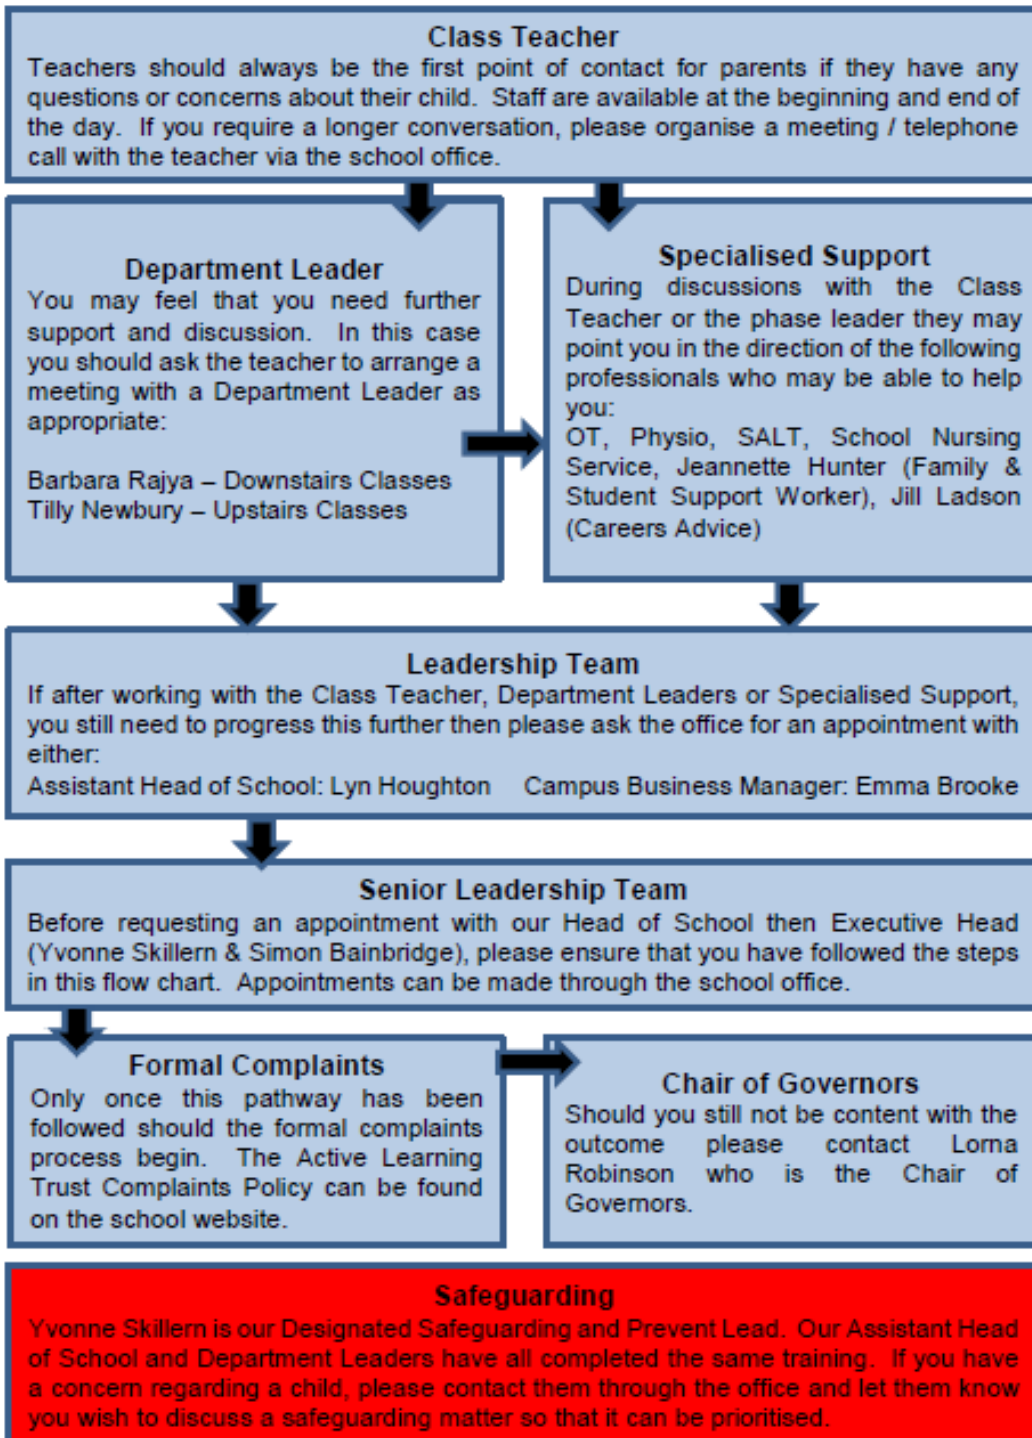 Class Teacher
Teachers should always be the first point of contact for parents if they have any
questions or concerns about their child. Staff are available at the beginning and end of
the day. If you require a longer conversation, please organise a meeting / telephone
call with the teacher via the school office.
Department Leader
You may feel that you need further
support and discussion. In this case
you should ask the teacher to arrange a
meeting with a Department Leader as
appropriate:
Barbara Rajya – Downstairs Classes
Tilly Newbury – Upstairs Classes
Specialised Support
During discussions with the Class
Teacher or the phase leader they may
point you in the direction of the following
professionals who may be able to help
you:
OT, Physio, SALT, School Nursing
Service, Jeannette Hunter (Family &
Student Support Worker), Jill Ladson
(Careers Advice)
Leadership Team
If after working with the Class Teacher, Department Leaders or Specialised Support,
you still need to progress this further then please ask the office for an appointment with
either:
Assistant Head of School: Lyn Houghton Campus Business Manager: Emma Brooke
Senior Leadership Team
Before requesting an appointment with our Head of School then Executive Head
(Yvonne Skillern & Simon Bainbridge), please ensure that you have followed the steps
in this flow chart. Appointments can be made through the school office.
Formal Complaints
Only once this pathway has been
followed should the formal complaints
process begin. The Active Learning
Trust Complaints Policy can be found
on the school website.
Chair of Governors
Should you still not be content with the
outcome please contact Lorna
Robinson who is the Chair of
Governors.
Safeguarding
Yvonne Skillern is our Designated Safeguarding and Prevent Lead. Our Assistant Head
of School and Department Leaders have all completed the same training. If you have
a concern regarding a child, please contact them through the office and let them know
you wish to discuss a safeguarding matter so that it can be prioritised.